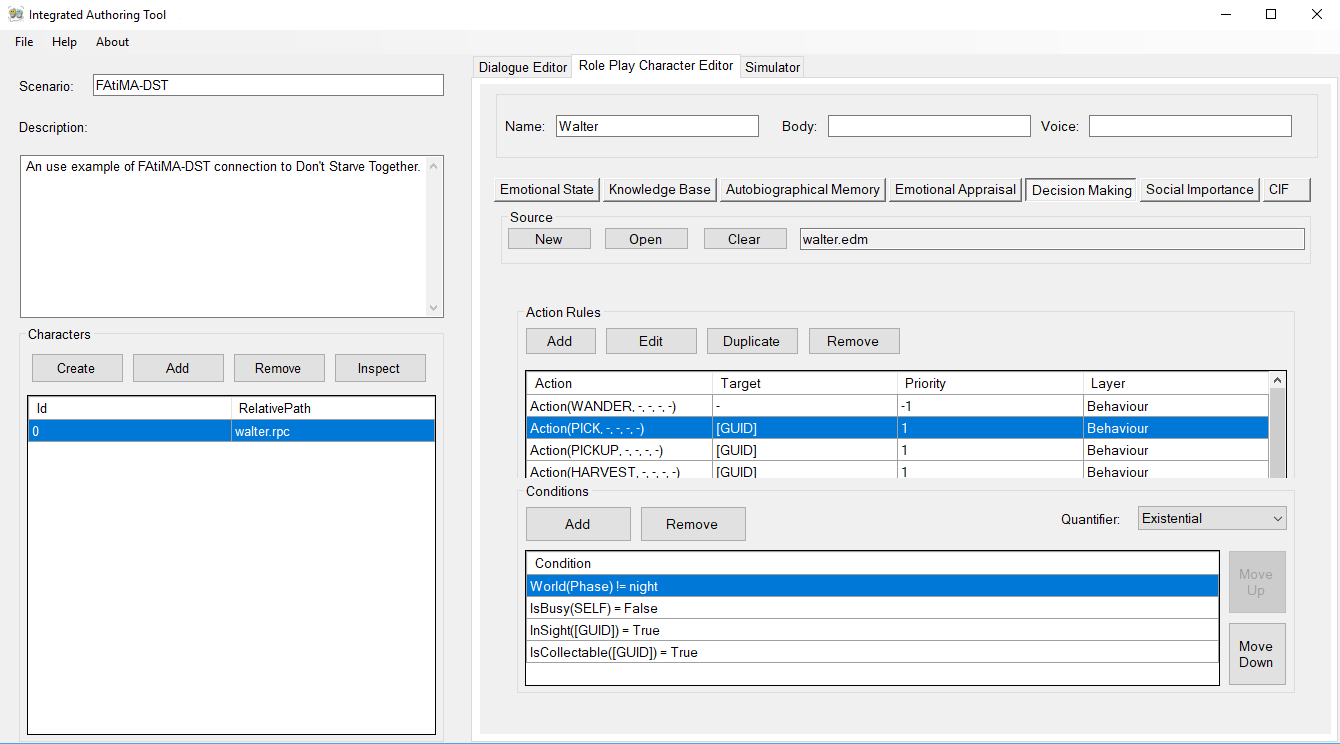 Integrated Authoring Tool
File Help About
Scenario: FAtiMA-DST
Description:
An use example of FAtiMA-DST connection to Don't Starve Together.
Characters
Create Add Remove Inspect
Id RelativePath
0 walter.rpc
Dialogue Editor Role Play Character Editor Simulator
Name: Walter Body: Voice:
Emotional State Knowledge Base Autobiographical Memory Emotional Appraisal Decision Making Social Importance CIF
Source
New Open Clear walter.edm
Action Rules
Add Edit Duplicate Remove
Action Target Priority Layer
Action(WANDER, -, -, -, -) - -1 Behaviour
Action(PICK, -, -, -, -) [GUID] 1 Behaviour
Action(PICKUP, -, -, -, -) [GUID] 1 Behaviour
Action(HARVEST, -, -, -, -) [GUID] 1 Behaviour
Conditions
Add Remove Quantifier: Existential
Condition
World(Phase) != night
IsBusy(SELF) = False
InSight([GUID]) = True
IsCollectable([GUID]) = True
Move
Up
Move
Down